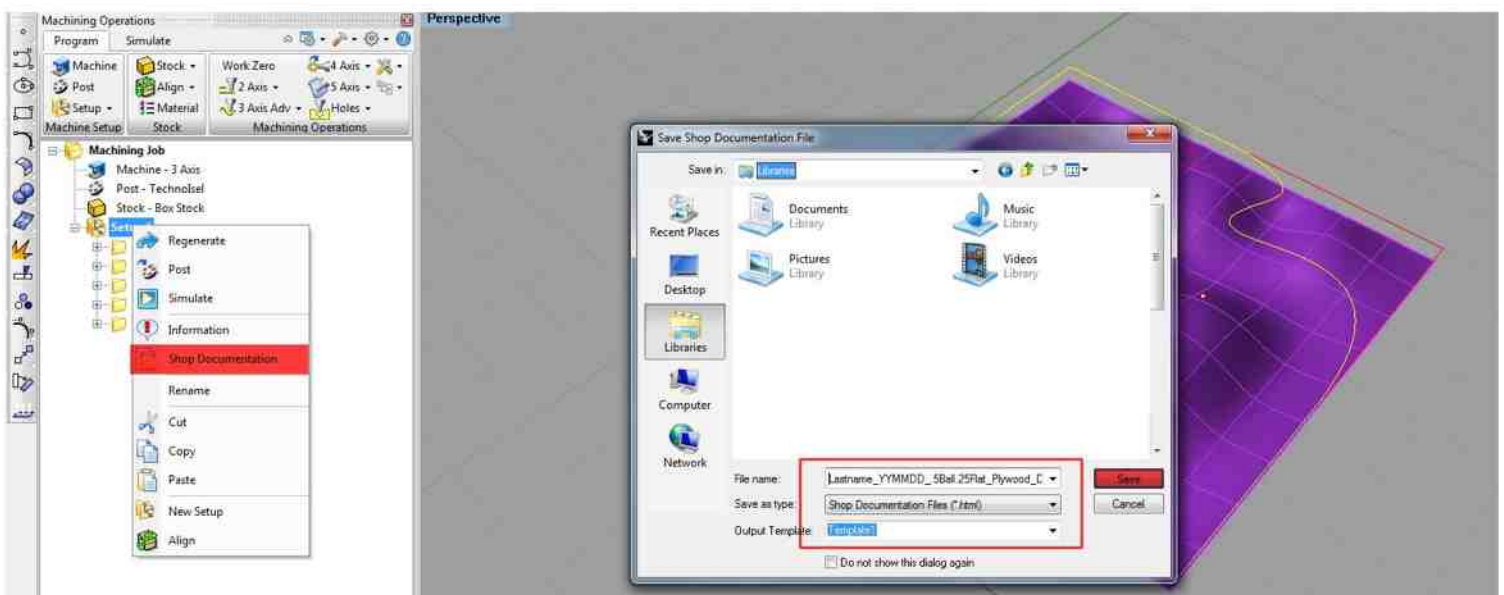 Machining Operations
Perspective
Program Simulate
Machine Stock Work Zero 4 Axis
Post Align 2 Axis 5 Axis
Setup Material 3 Axis Adv Holes
Machine Setup Stock Machining Operations
Machining Job
Machine - 3 Axis
Post - Technoisel
Stock - Box Stock
Regenerate
Post
Simulate
Information
Shop Documentation
Rename
Cut
Copy
Paste
New Setup
Align
Save Shop Documentation File
Save in: Libraries
Recent Places
Desktop
Libraries
Computer
Network
Documents
Library
Music
Library
Pictures
Library
Videos
Library
File name: Lastname_YYMMDD_.5Ball.25Flat_Plywood_D
Save as type: Shop Documentation Files (*.html)
Output Template: Template1
Save
Cancel
Do not show this dialog again